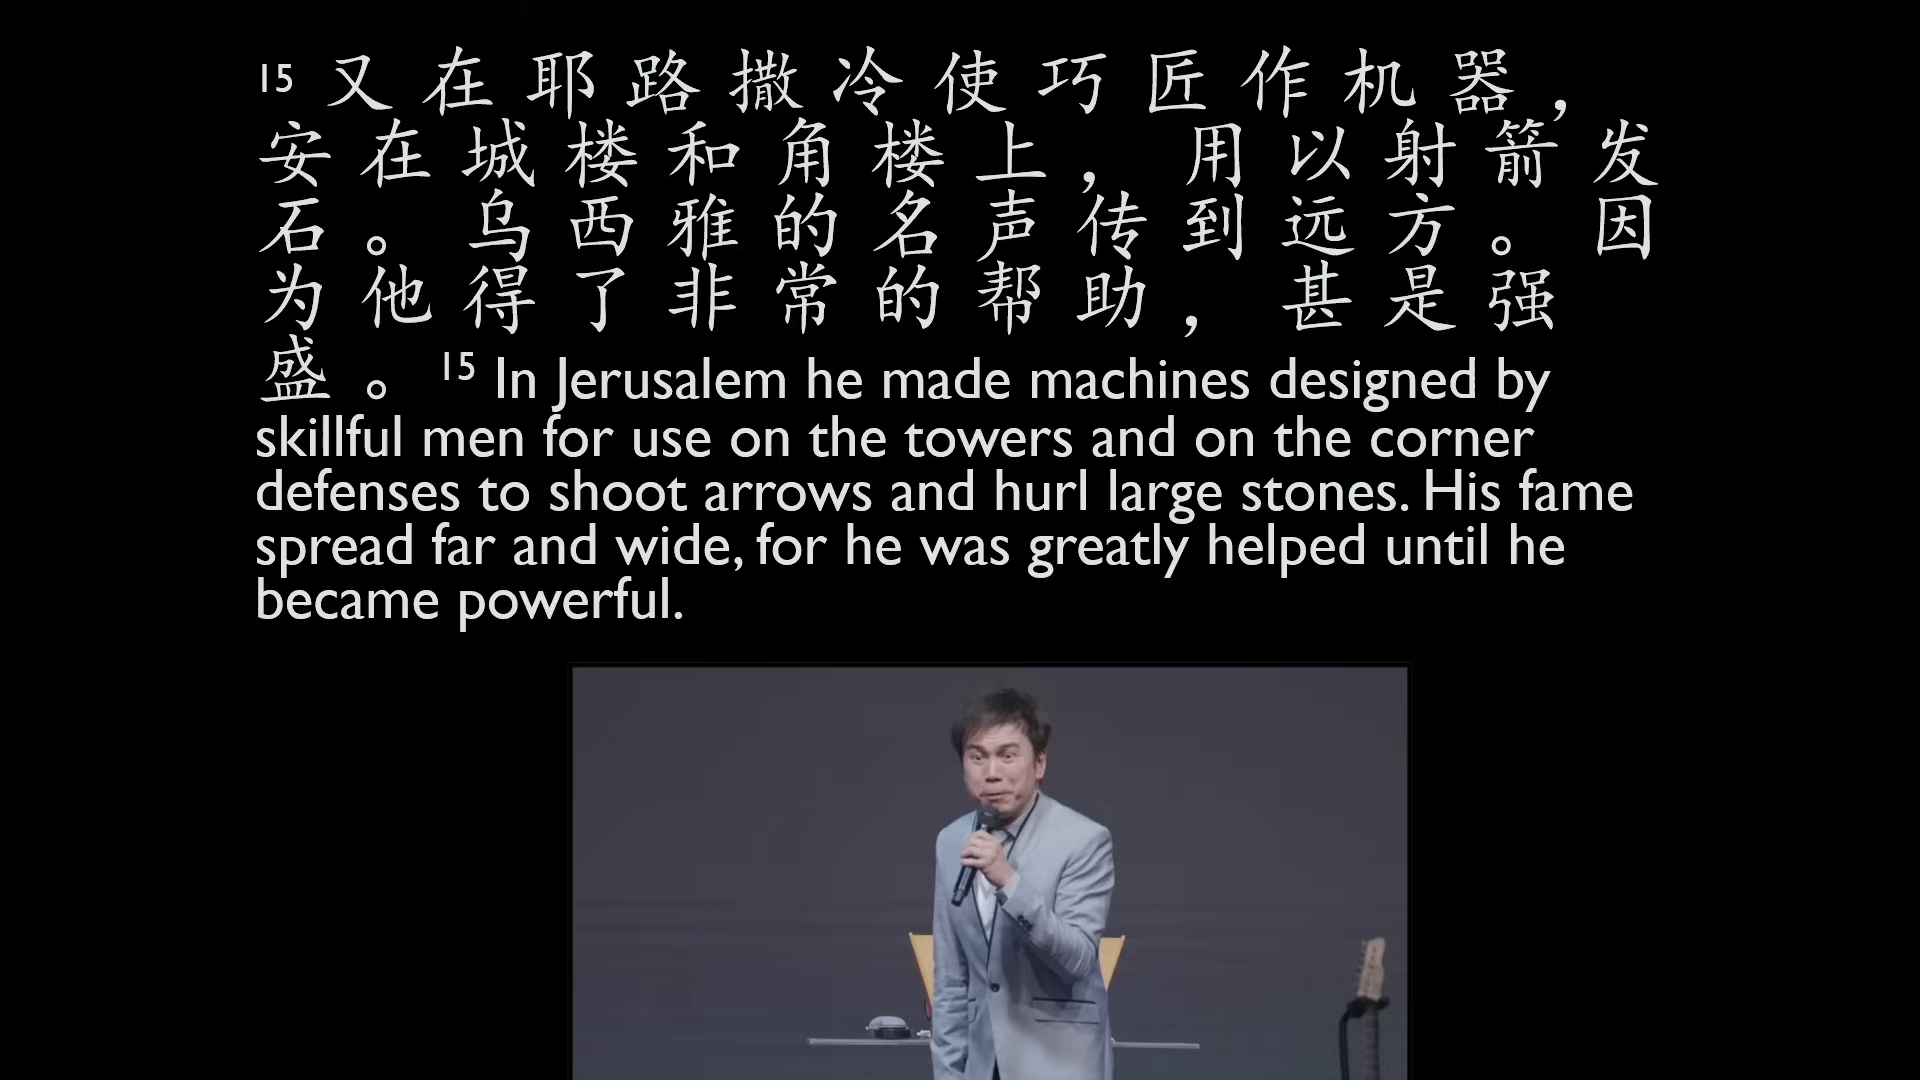 15 又在耶路撒冷使巧匠作机器，
安在城楼和角楼上，用以射箭发
石。乌西雅的名声传到远方。因
为他得了非常的帮助，甚是强
盛。15 In Jerusalem he made machines designed by
skillful men for use on the towers and on the corner
defenses to shoot arrows and hurl large stones. His fame
spread far and wide, for he was greatly helped until he
became powerful.